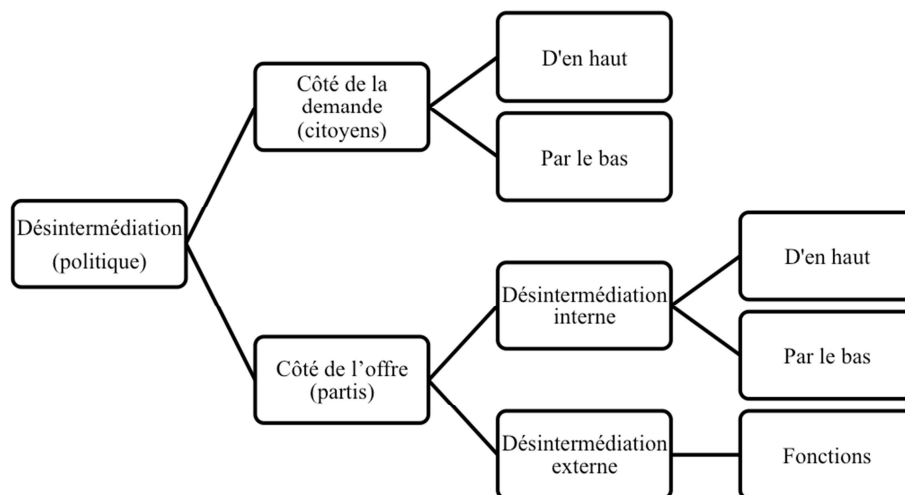 Désintermédiation
(politique)
Côté de la
demande
(citoyens)
D'en haut
Par le bas
Côté de l’offre
(partis)
Désintermédiation
interne
D'en haut
Par le bas
Désintermédiation
externe
Fonctions